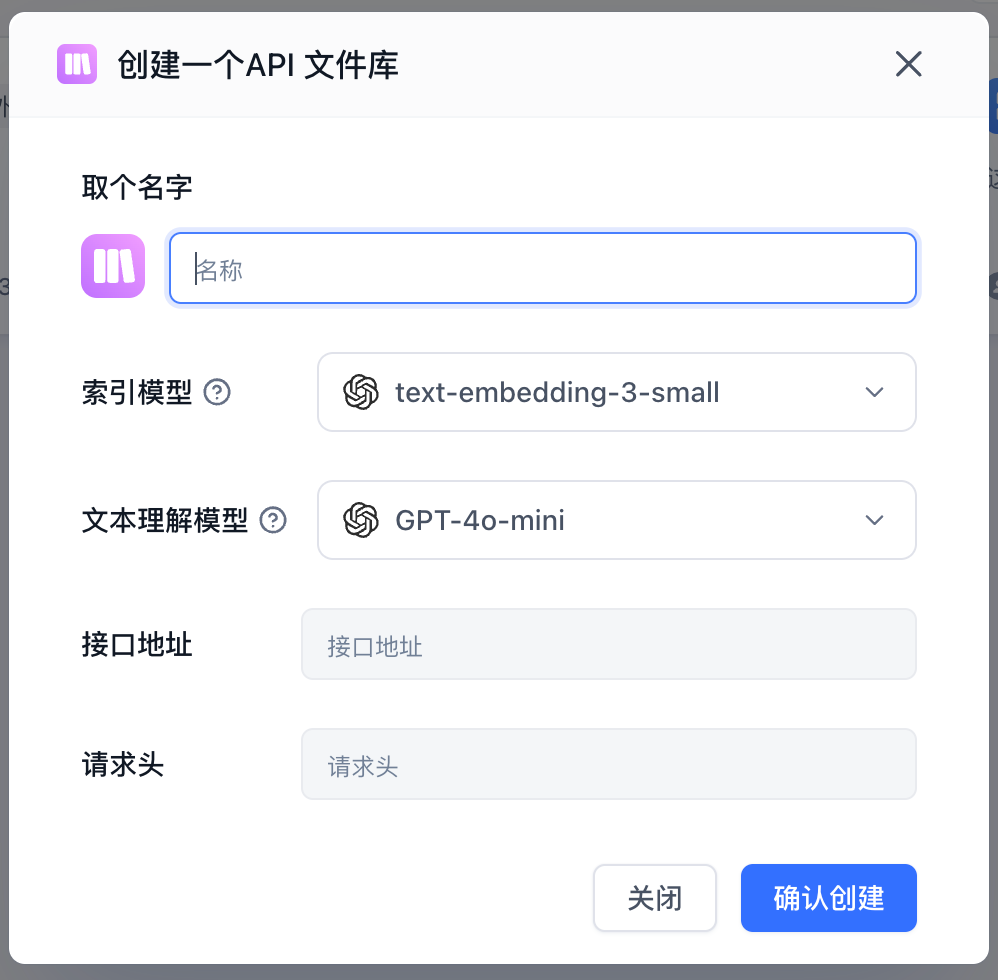 创建一个API 文件库
取个名字
名称
索引模型
text-embedding-3-small
文本理解模型
GPT-4o-mini
接口地址
接口地址
请求头
请求头
关闭
确认创建